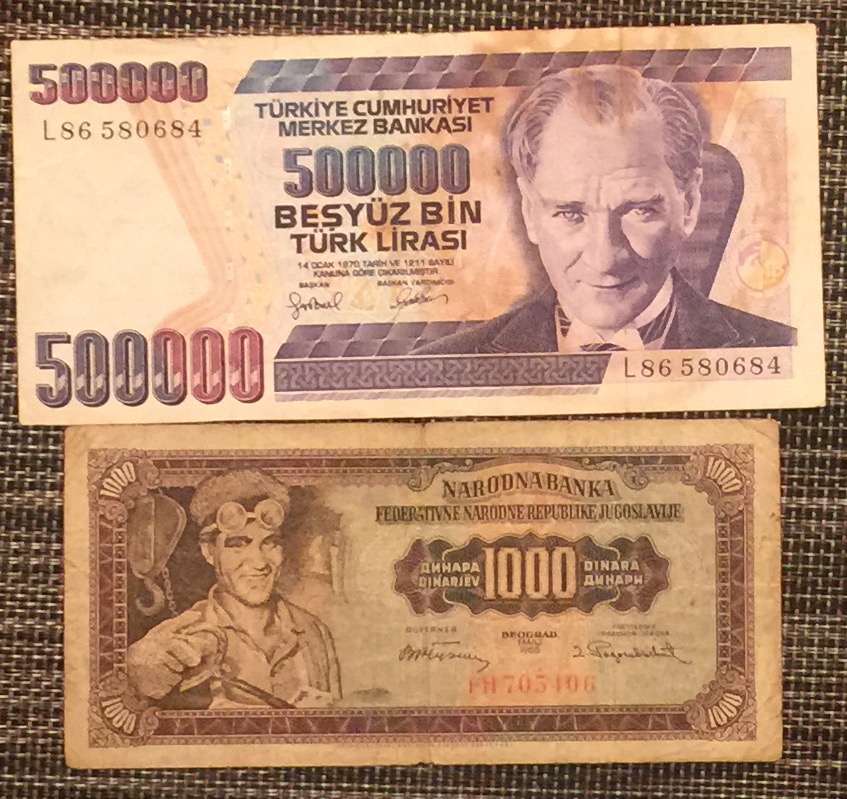 500000
L86 580684
TÜRKİYE CUMHURİYET
MERKEZ BANKASI
500000
BEŞYÜZ BİN
TÜRK LİRASI
14 OCAK 1970 TARİH VE 1211 SAYILI
KANUNA GÖRE ÇIKARILMIŞTIR
BAŞKAN BAŞKAN YARDIMCISI
500000
L86 580684
1000 1000
NARODNA BANKA
FEDERATIVNE NARODNE REPUBLIKE JUGOSLAVIJE
ДИНАРА 1000 DINARA
DINARJEV ДИНАРИ
GUVERNER BEOGRAD
1000 1000